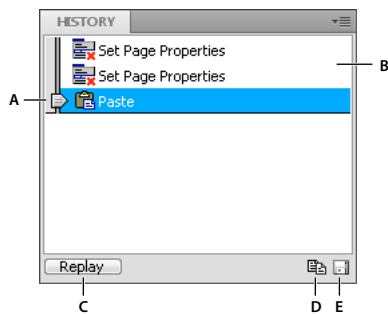 HISTORY
Set Page Properties
B
Set Page Properties
A
Paste
Replay
C
D
E